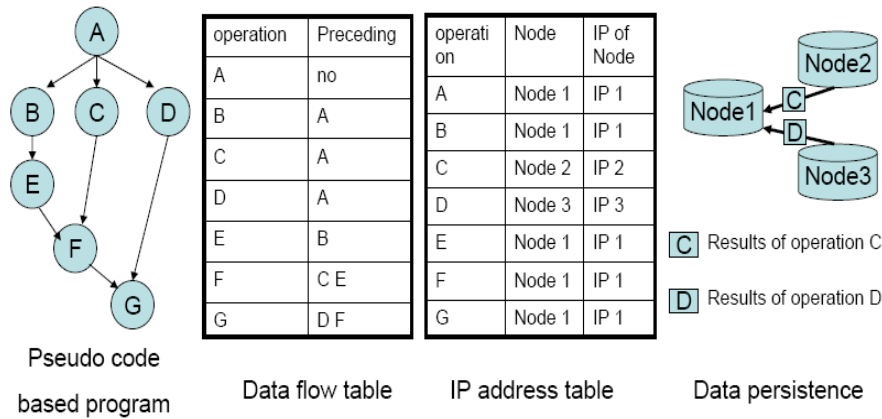 A
B C D
E
F
G
Pseudo code
based program
operation Preceding
A no
B A
C A
D A
E B
F C E
G D F
Data flow table
operati
on Node IP of
Node
A Node 1 IP 1
B Node 1 IP 1
C Node 2 IP 2
D Node 3 IP 3
E Node 1 IP 1
F Node 1 IP 1
G Node 1 IP 1
IP address table
Node2
C
Node1
D
Node3
C Results of operation C
D Results of operation D
Data persistence